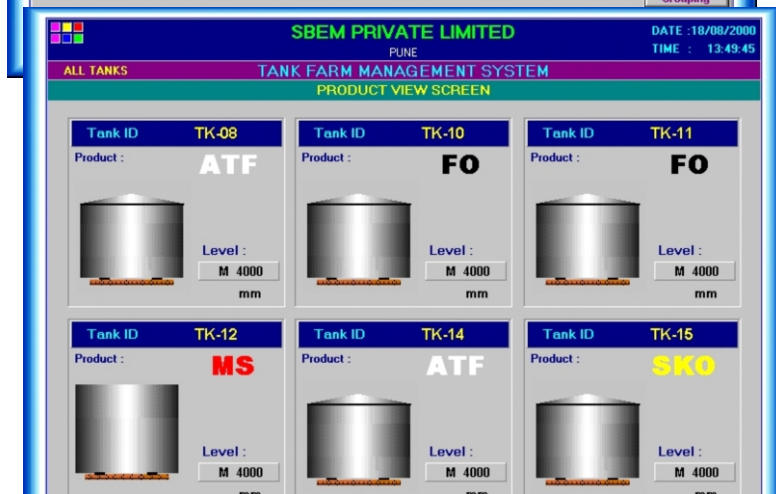 Grouping
SBEM PRIVATE LIMITED
PUNE
DATE :18/08/2000
TIME : 13:49:45
ALL TANKS
TANK FARM MANAGEMENT SYSTEM
PRODUCT VIEW SCREEN
Tank ID TK-08
Product : ATF
Level :
M 4000
mm
Tank ID TK-10
Product : FO
Level :
M 4000
mm
Tank ID TK-11
Product : FO
Level :
M 4000
mm
Tank ID TK-12
Product : MS
Level :
M 4000
mm
Tank ID TK-14
Product : ATF
Level :
M 4000
mm
Tank ID TK-15
Product : SKO
Level :
M 4000
mm